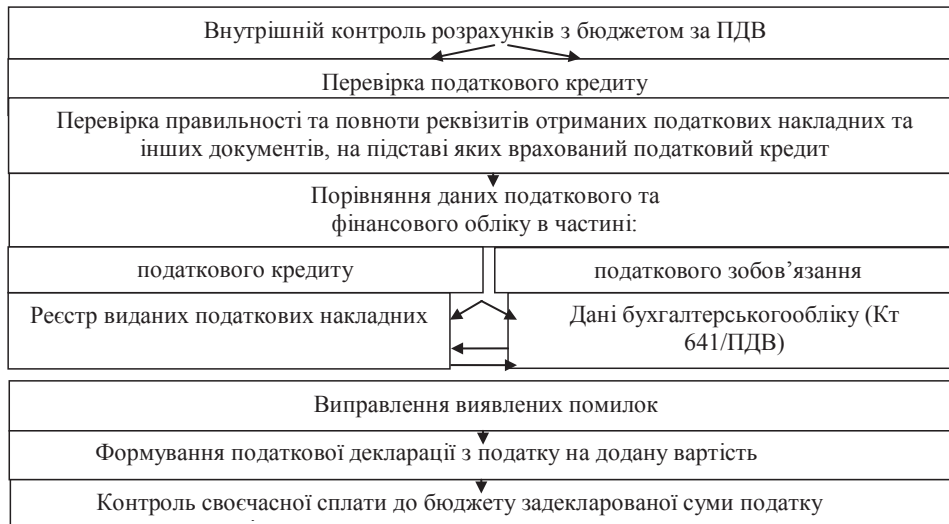 Внутрішній контроль розрахунків з бюджетом за ПДВ
Перевірка податкового кредиту
Перевірка правильності та повноти реквізитів отриманих податкових накладних та
інших документів, на підставі яких врахований податковий кредит
Порівняння даних податкового та
фінансового обліку в частині:
податкового кредиту
податкового зобов’язання
Реєстр виданих податкових накладних
Дані бухгалтерськогообліку (Кт
641/ПДВ)
Виправлення виявлених помилок
Формування податкової декларації з податку на додану вартість
Контроль своєчасної сплати до бюджету задекларованої суми податку